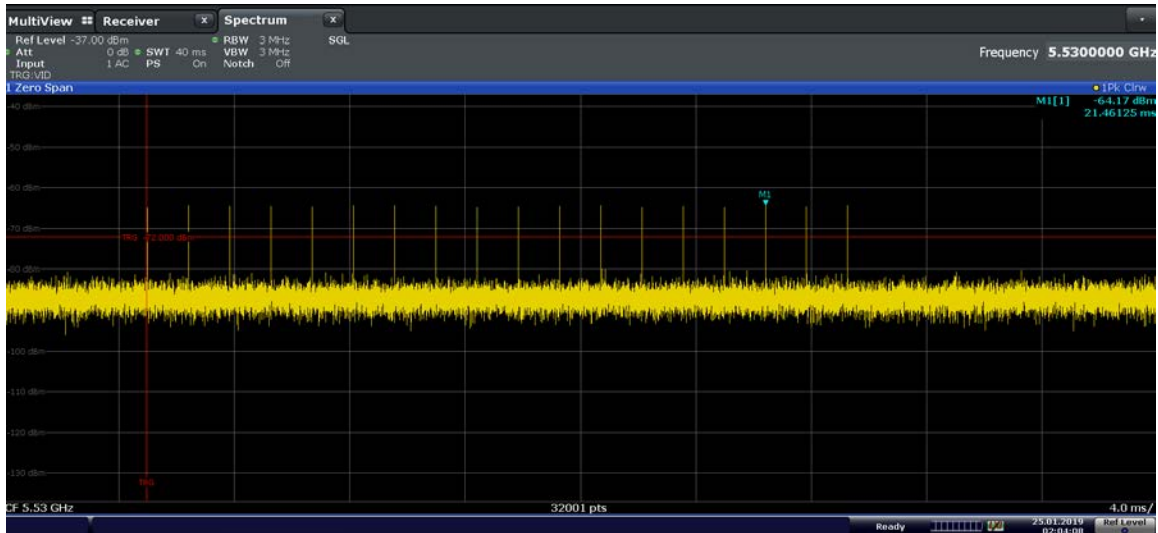 MultiView Receiver X Spectrum X
Ref Level -37.00 dBm RBW 3 MHz SGL
Att 0 dB SWT 40 ms VBW 3 MHz Frequency 5.5300000 GHz
Input 1 AC PS On Notch Off
TRG:VID
1 Zero Span 1Pk Clrw
-40 dBm M1[1] -64.17 dBm
21.46125 ms
-50 dBm
-60 dBm
M1
-70 dBm
TRG -72.000 dBm
-80 dBm
-100 dBm
-110 dBm
-120 dBm
-130 dBm
TRG
CF 5.53 GHz 32001 pts 4.0 ms/
Ready 25.01.2019 Ref Level
02:04:08